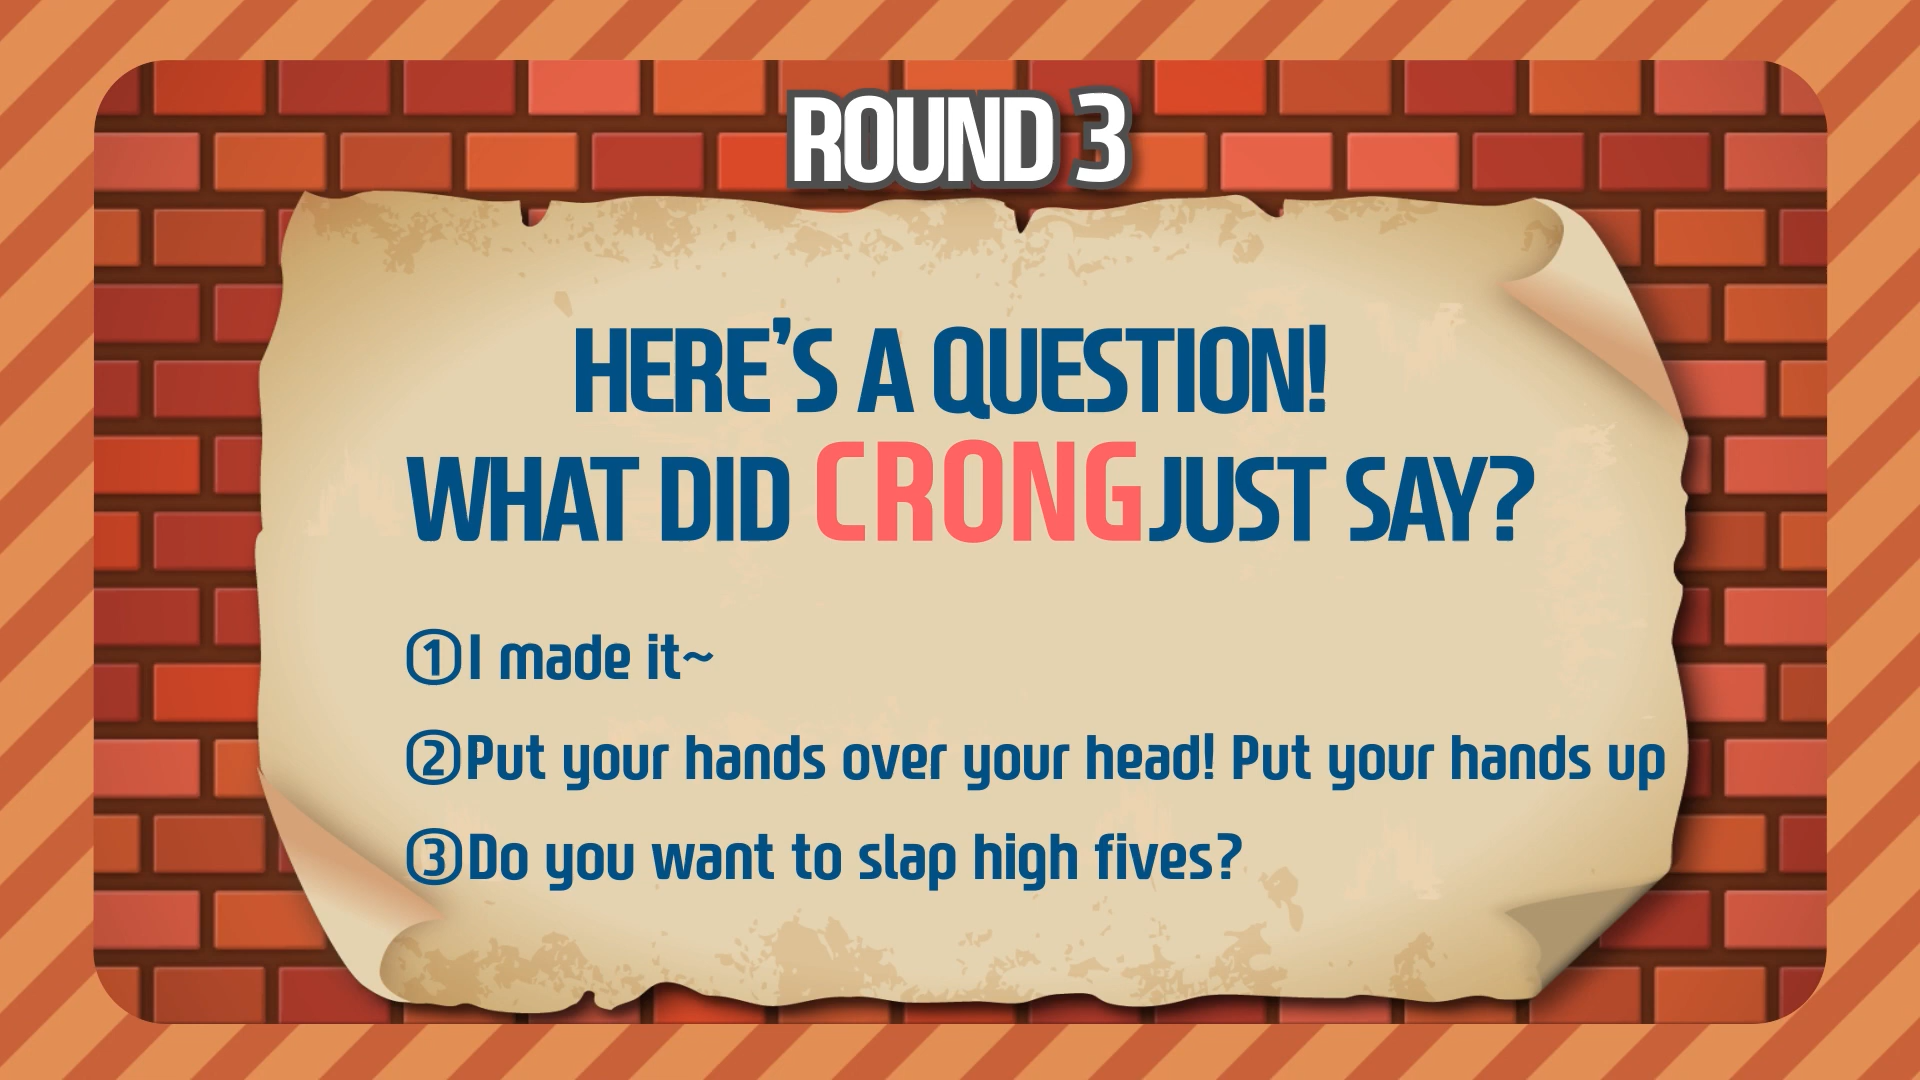 ROUND 3
HERE'S A QUESTION!
WHAT DID CRONG JUST SAY?
①I made it~
②Put your hands over your head! Put your hands up
③Do you want to slap high fives?